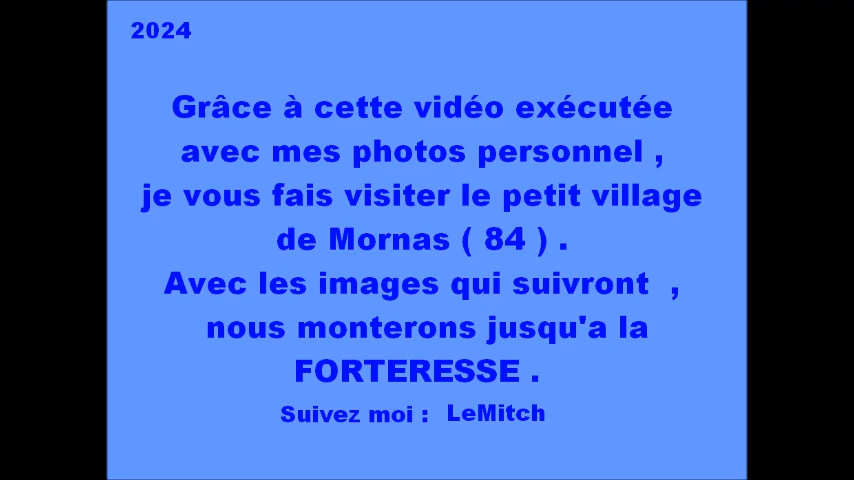 2024
Grâce à cette vidéo exécutée
avec mes photos personnel ,
je vous fais visiter le petit village
de Mornas ( 84 ) .
Avec les images qui suivront  ,
nous monterons jusqu'a la
FORTERESSE .
Suivez moi :  LeMitch